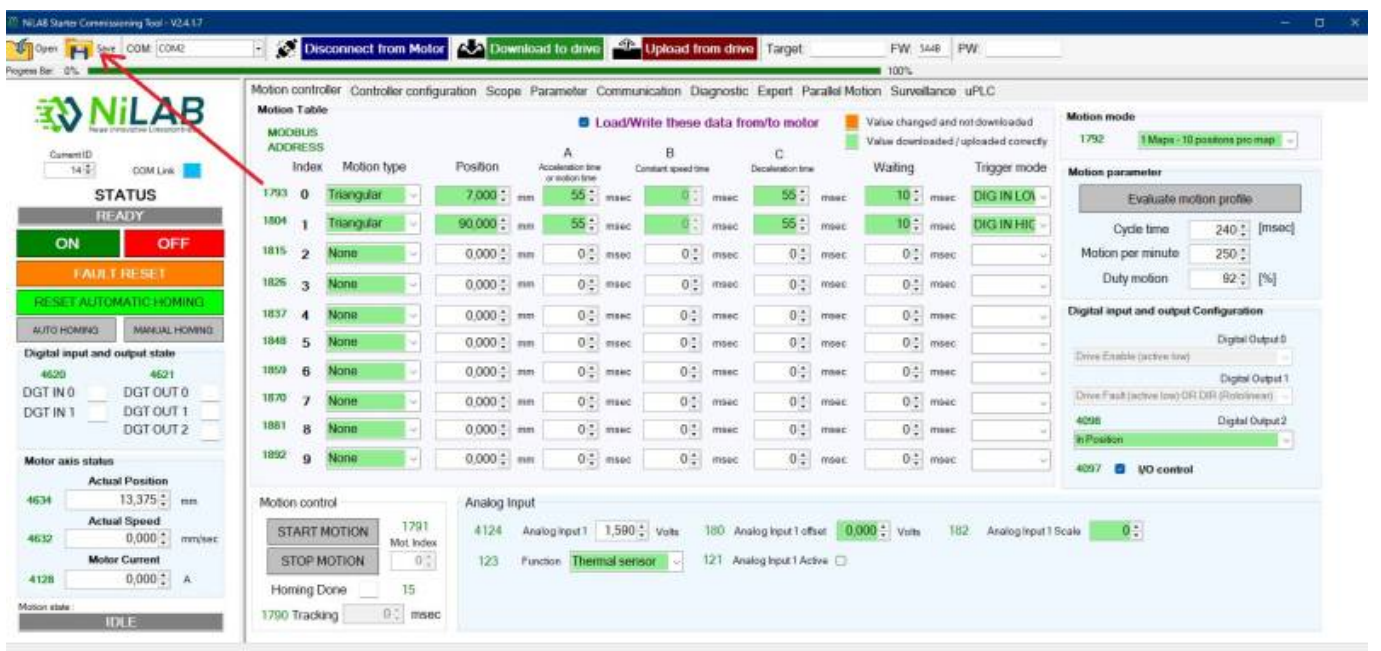 NiLAB Starter Commissioning Tool - V2.4.1.7
Open Save COM: COM2 Disconnect from Motor Download to drive Upload from drive Target: FW: 144B PW:
Progress Bar: 0% 100%
NiLAB
Current ID
14 COM Link
STATUS
READY
ON OFF
FAULT RESET
RESET AUTOMATIC HOMING
AUTO HOMING MANUAL HOMING
Digital input and output state
4620 4621
DGT IN 0 DGT OUT 0
DGT IN 1 DGT OUT 1
DGT OUT 2
Motor axis status
Actual Position
4634 13,375 mm
Actual Speed
4632 0,000 mm/sec
Motor Current
4128 0,000 A
Motion state:
IDLE
Motion controller Controller configuration Scope Parameter Communication Diagnostic Expert Parallel Motion Surveillance uPLC
Motion Table
MODBUS
ADDRESS
Load/Write these data from/to motor
Value changed and not downloaded
Value downloaded / uploaded correctly
A B C
Index Motion type Position Acceleration time or motion time Constant speed time Deceleration time Waiting Trigger mode
1793 0 Triangular 7,000 mm 55 msec 0 msec 55 msec 10 msec DIG IN LOV
1804 1 Triangular 90,000 mm 55 msec 0 msec 55 msec 10 msec DIG IN HIC
1815 2 None 0,000 mm 0 msec 0 msec 0 msec 0 msec
1826 3 None 0,000 mm 0 msec 0 msec 0 msec 0 msec
1837 4 None 0,000 mm 0 msec 0 msec 0 msec 0 msec
1848 5 None 0,000 mm 0 msec 0 msec 0 msec 0 msec
1859 6 None 0,000 mm 0 msec 0 msec 0 msec 0 msec
1870 7 None 0,000 mm 0 msec 0 msec 0 msec 0 msec
1881 8 None 0,000 mm 0 msec 0 msec 0 msec 0 msec
1892 9 None 0,000 mm 0 msec 0 msec 0 msec 0 msec
Motion control
START MOTION 1791
Mot. Index
STOP MOTION 0
Homing Done 15
1790 Tracking 0 msec
Analog Input
4124 Analog Input 1 1,590 Volts 180 Analog Input 1 offset 0,000 Volts 182 Analog Input 1 Scale 0
123 Function Thermal sensor 121 Analog Input 1 Active
Motion mode
1792 1 Maps - 10 positions pro map
Motion parameter
Evaluate motion profile
Cycle time 240 [msec]
Motion per minute 250
Duty motion 92 [%]
Digital input and output Configuration
Digital Output 0
Drive Enable (active low)
Digital Output 1
Drive Fault (active low) OR DIR (Rotolinear)
4098 Digital Output 2
In Position
4097 I/O control